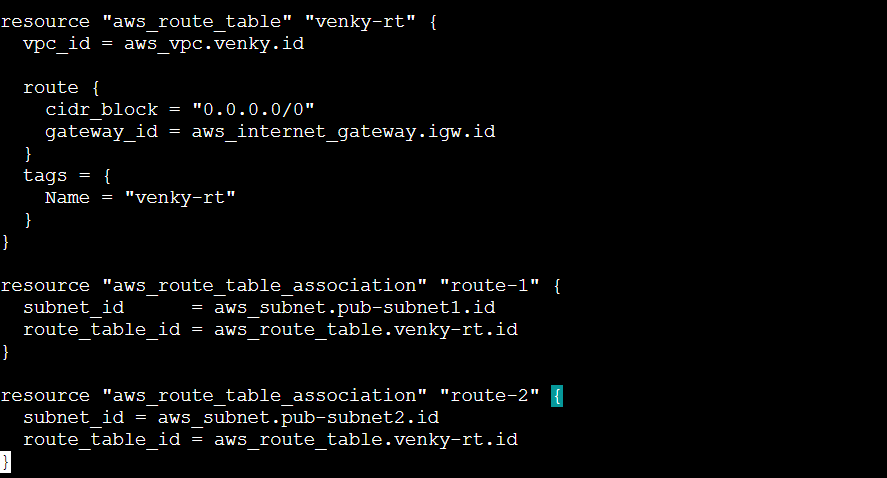 resource "aws_route_table" "venky-rt" {
  vpc_id = aws_vpc.venky.id

  route {
    cidr_block = "0.0.0.0/0"
    gateway_id = aws_internet_gateway.igw.id
  }
  tags = {
    Name = "venky-rt"
  }
}

resource "aws_route_table_association" "route-1" {
  subnet_id      = aws_subnet.pub-subnet1.id
  route_table_id = aws_route_table.venky-rt.id
}

resource "aws_route_table_association" "route-2" {
  subnet_id = aws_subnet.pub-subnet2.id
  route_table_id = aws_route_table.venky-rt.id
}